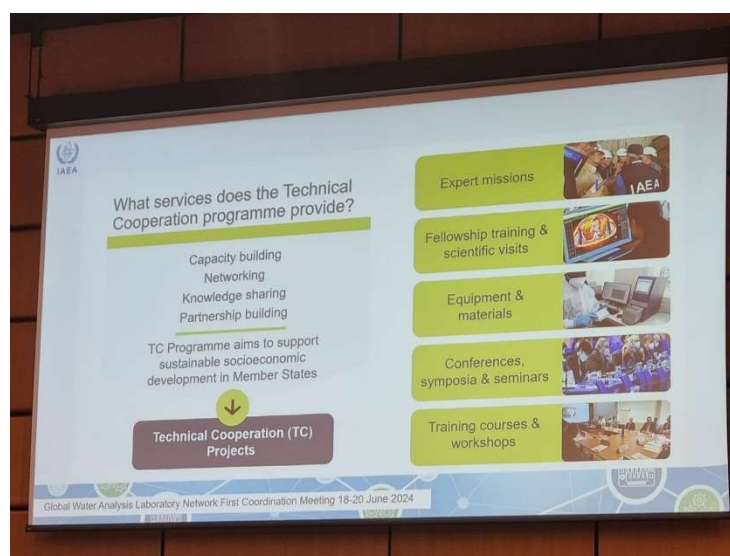 IAEA
What services does the Technical
Cooperation programme provide?
Capacity building
Networking
Knowledge sharing
Partnership building
TC Programme aims to support
sustainable socioeconomic
development in Member States
Technical Cooperation (TC)
Projects
Expert missions
IAEA
Fellowship training &
scientific visits
Equipment &
materials
Conferences,
symposia & seminars
Training courses &
workshops
Global Water Analysis Laboratory Network First Coordination Meeting 18-20 June 2024